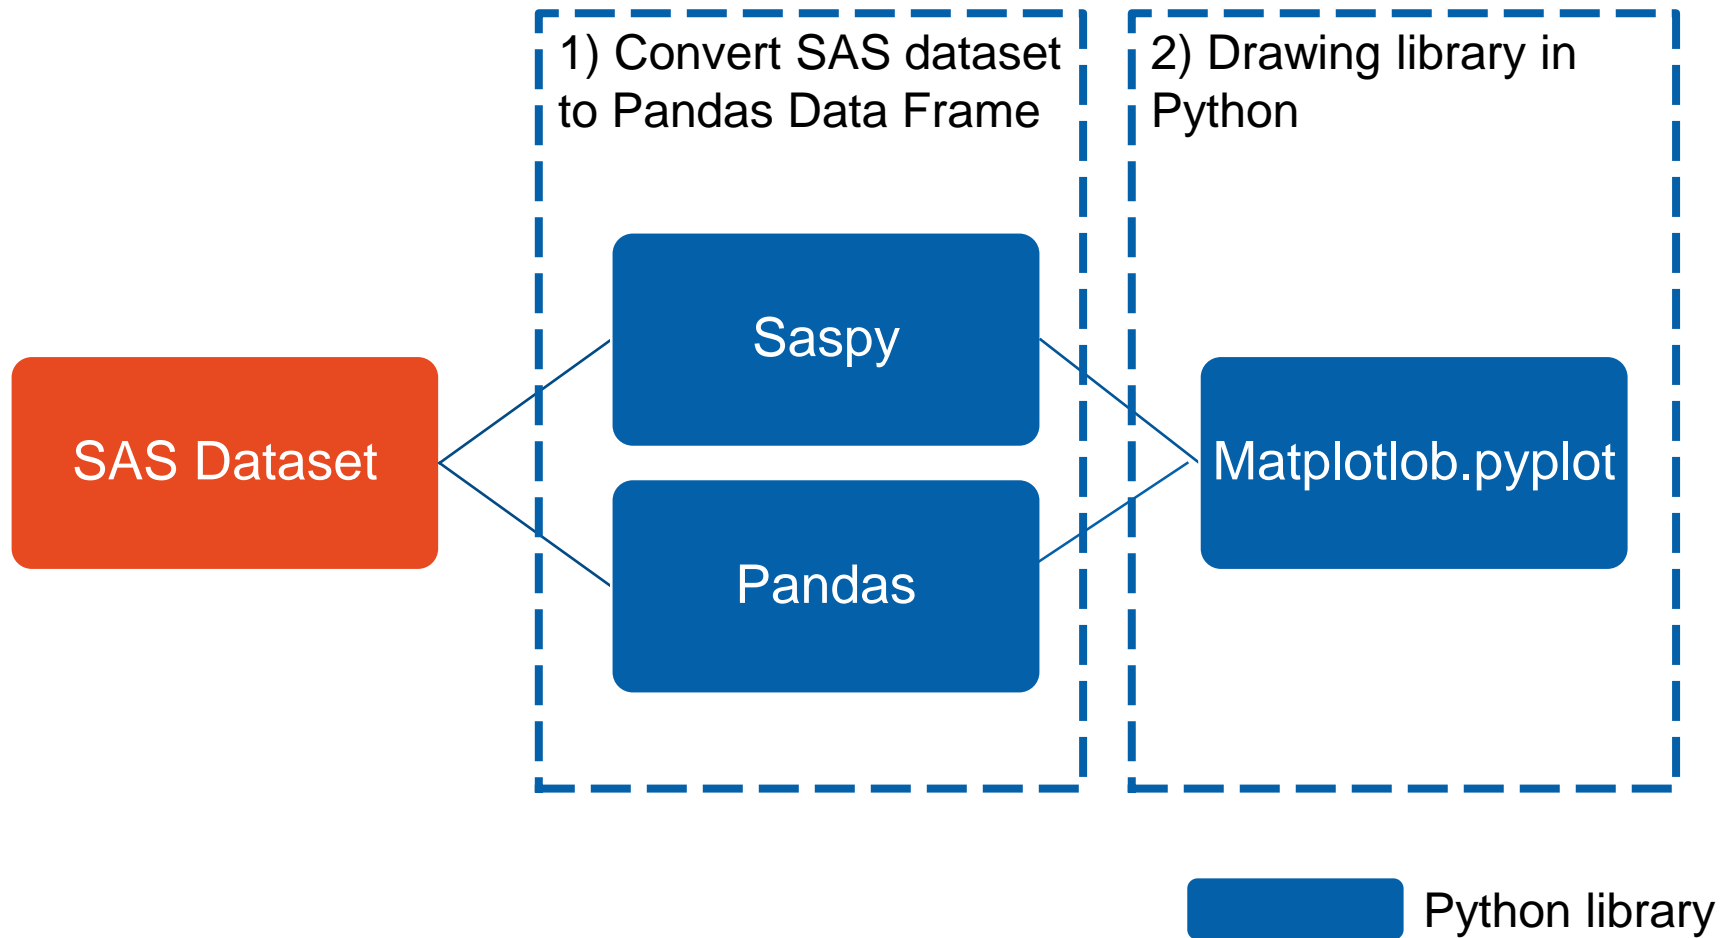 1) Convert SAS dataset
to Pandas Data Frame
2) Drawing library in
Python
Saspy
SAS Dataset
Matplotlob.pyplot
Pandas
Python library